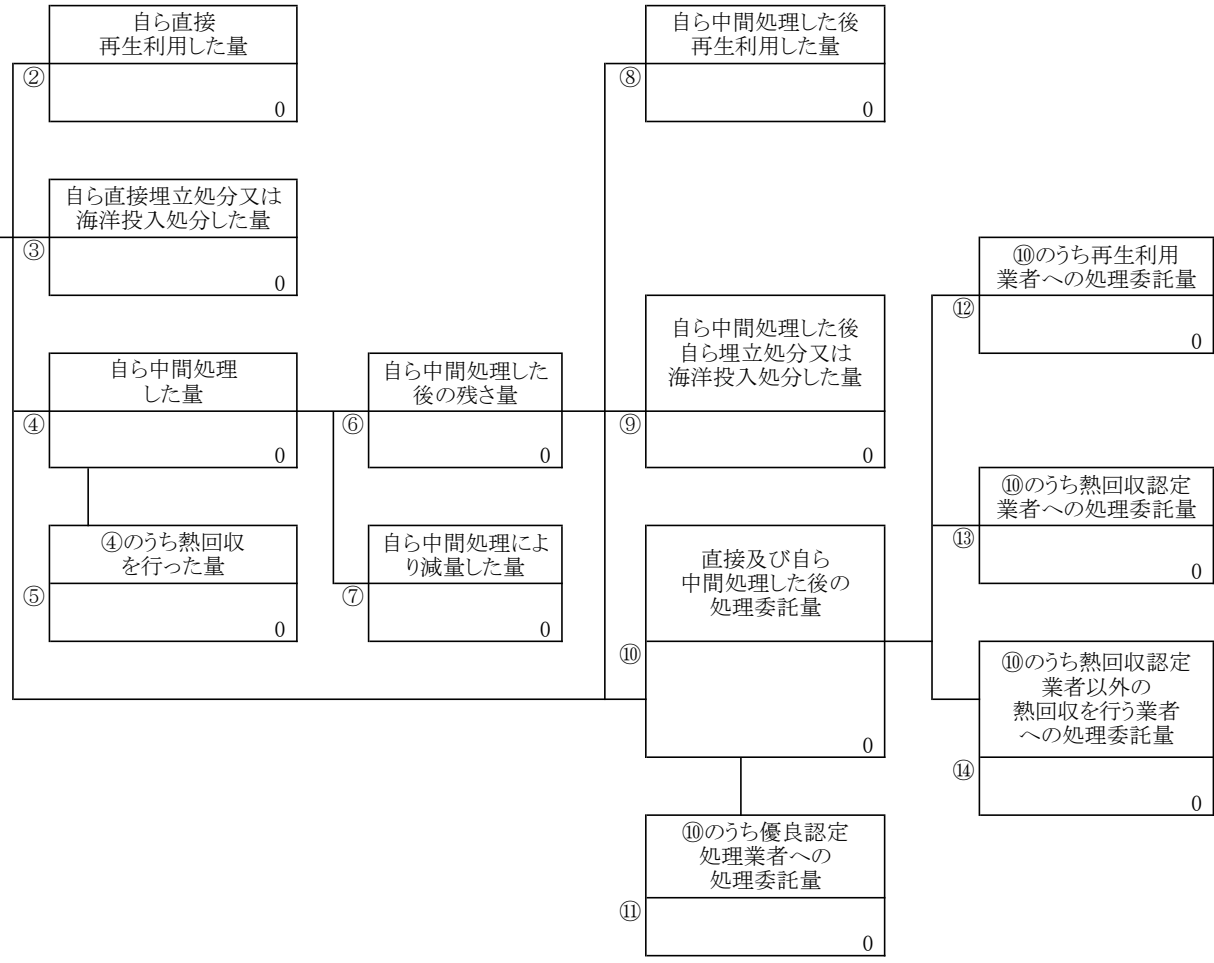 自ら直接
再生利用した量
②
0
自ら中間処理した後
再生利用した量
⑧
0
自ら直接埋立処分又は
海洋投入処分した量
③
0
⑩のうち再生利用
業者への処理委託量
⑫
0
自ら中間処理
した量
④
0
自ら中間処理した
後の残さ量
⑥
0
自ら中間処理した後
自ら埋立処分又は
海洋投入処分した量
⑨
0
⑩のうち熱回収認定
業者への処理委託量
⑬
0
④のうち熱回収
を行った量
⑤
0
自ら中間処理によ
り減量した量
⑦
0
直接及び自ら
中間処理した後の
処理委託量
⑩
0
⑩のうち熱回収認定
業者以外の
熱回収を行う業者
への処理委託量
⑭
0
⑩のうち優良認定
処理業者への
処理委託量
⑪
0